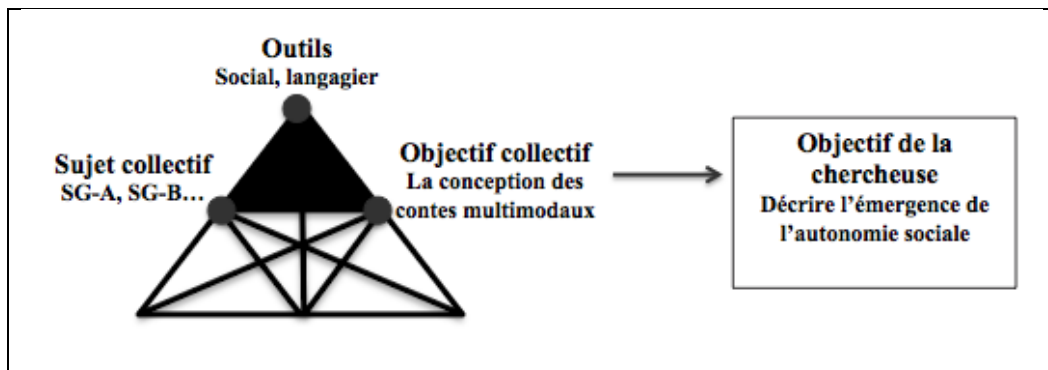 Outils
Social, langagier
Sujet collectif
SG-A, SG-B…
Objectif collectif
La conception des
contes multimodaux
Objectif de la
chercheuse
Décrire l’émergence de
l’autonomie sociale